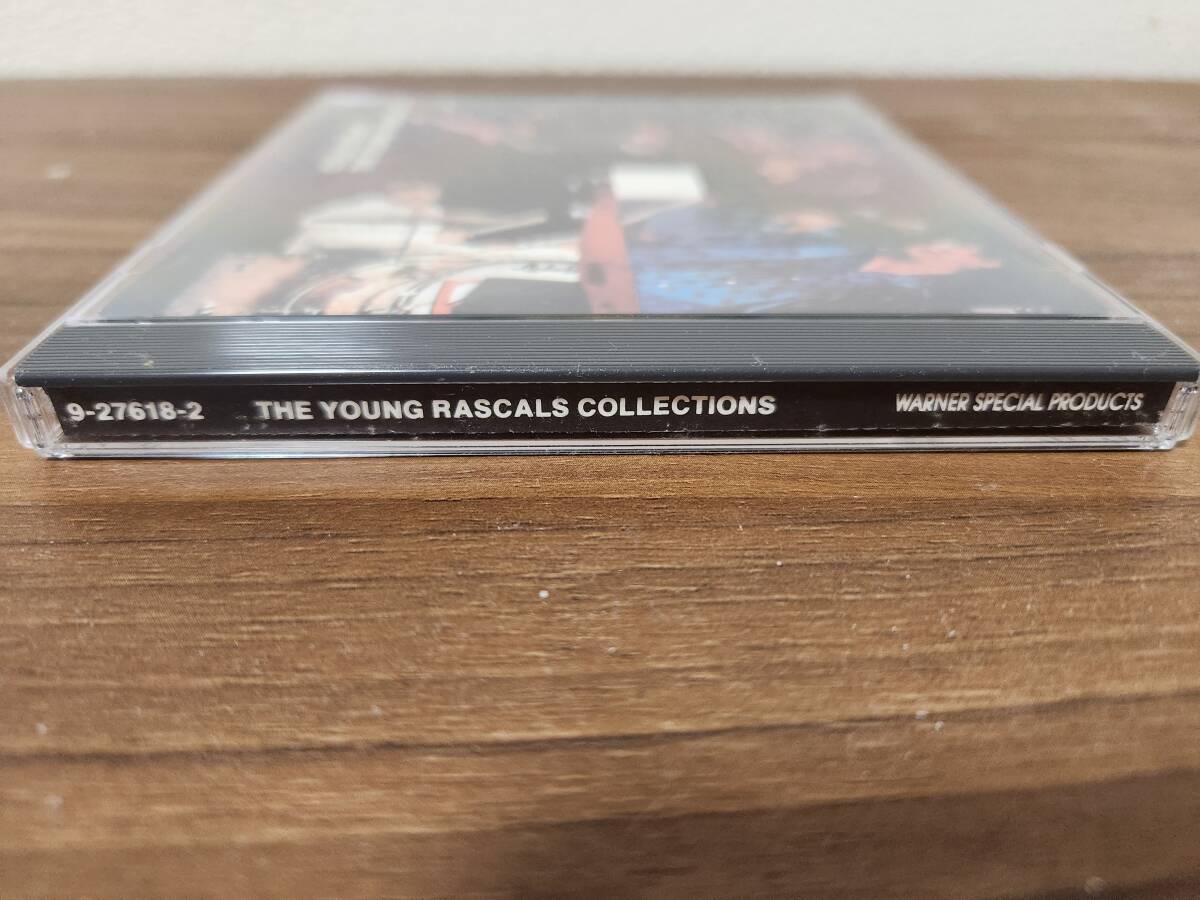 9-27618-2 THE YOUNG RASCALS COLLECTIONS WARNER SPECIAL PRODUCTS